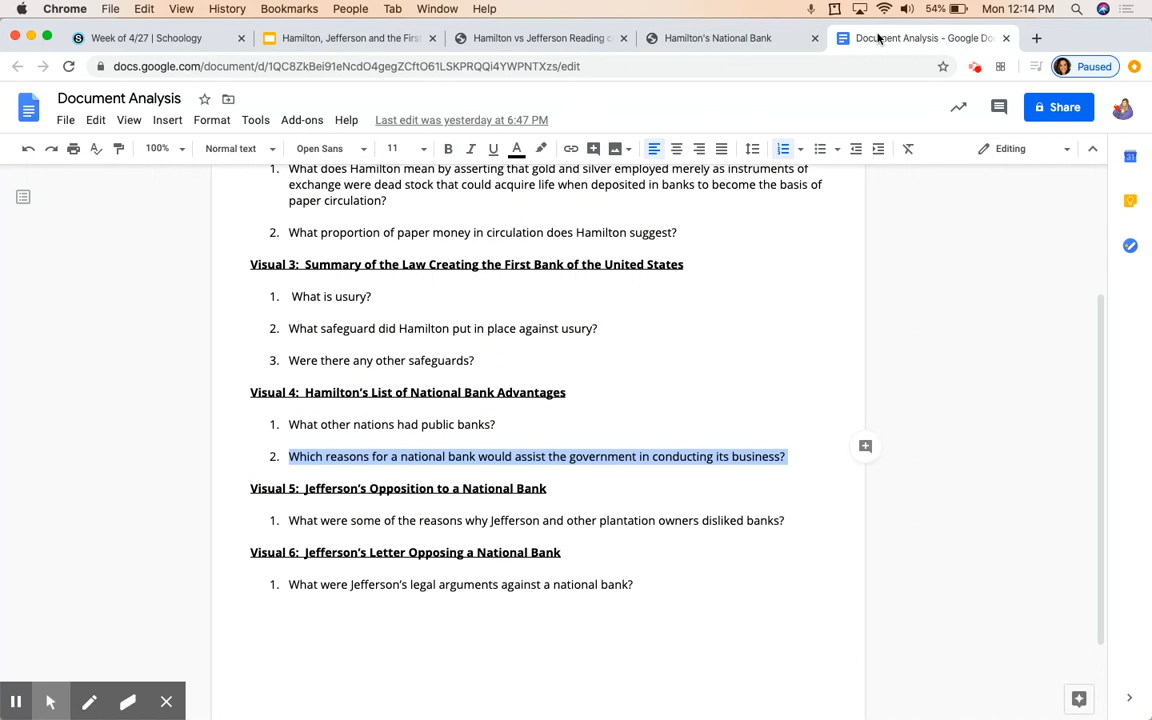 Chrome File Edit View History Bookmarks People Tab Window Help 54% Mon 12:14 PM
Week of 4/27 | Schoology Hamilton, Jefferson and the First Hamilton vs Jefferson Reading c Hamilton's National Bank Document Analysis - Google Do
docs.google.com/document/d/1QC8ZkBei91eNcdO4gegZCftO61LSKPRQQi4YWPNTXzs/edit Paused
Document Analysis
File Edit View Insert Format Tools Add-ons Help Last edit was yesterday at 6:47 PM Share
100% Normal text Open Sans 11 B I U A Editing
1. What does Hamilton mean by asserting that gold and silver employed merely as instruments of
exchange were dead stock that could acquire life when deposited in banks to become the basis of
paper circulation?
2. What proportion of paper money in circulation does Hamilton suggest?
Visual 3: Summary of the Law Creating the First Bank of the United States
1. What is usury?
2. What safeguard did Hamilton put in place against usury?
3. Were there any other safeguards?
Visual 4: Hamilton's List of National Bank Advantages
1. What other nations had public banks?
2. Which reasons for a national bank would assist the government in conducting its business?
Visual 5: Jefferson's Opposition to a National Bank
1. What were some of the reasons why Jefferson and other plantation owners disliked banks?
Visual 6: Jefferson's Letter Opposing a National Bank
1. What were Jefferson's legal arguments against a national bank?